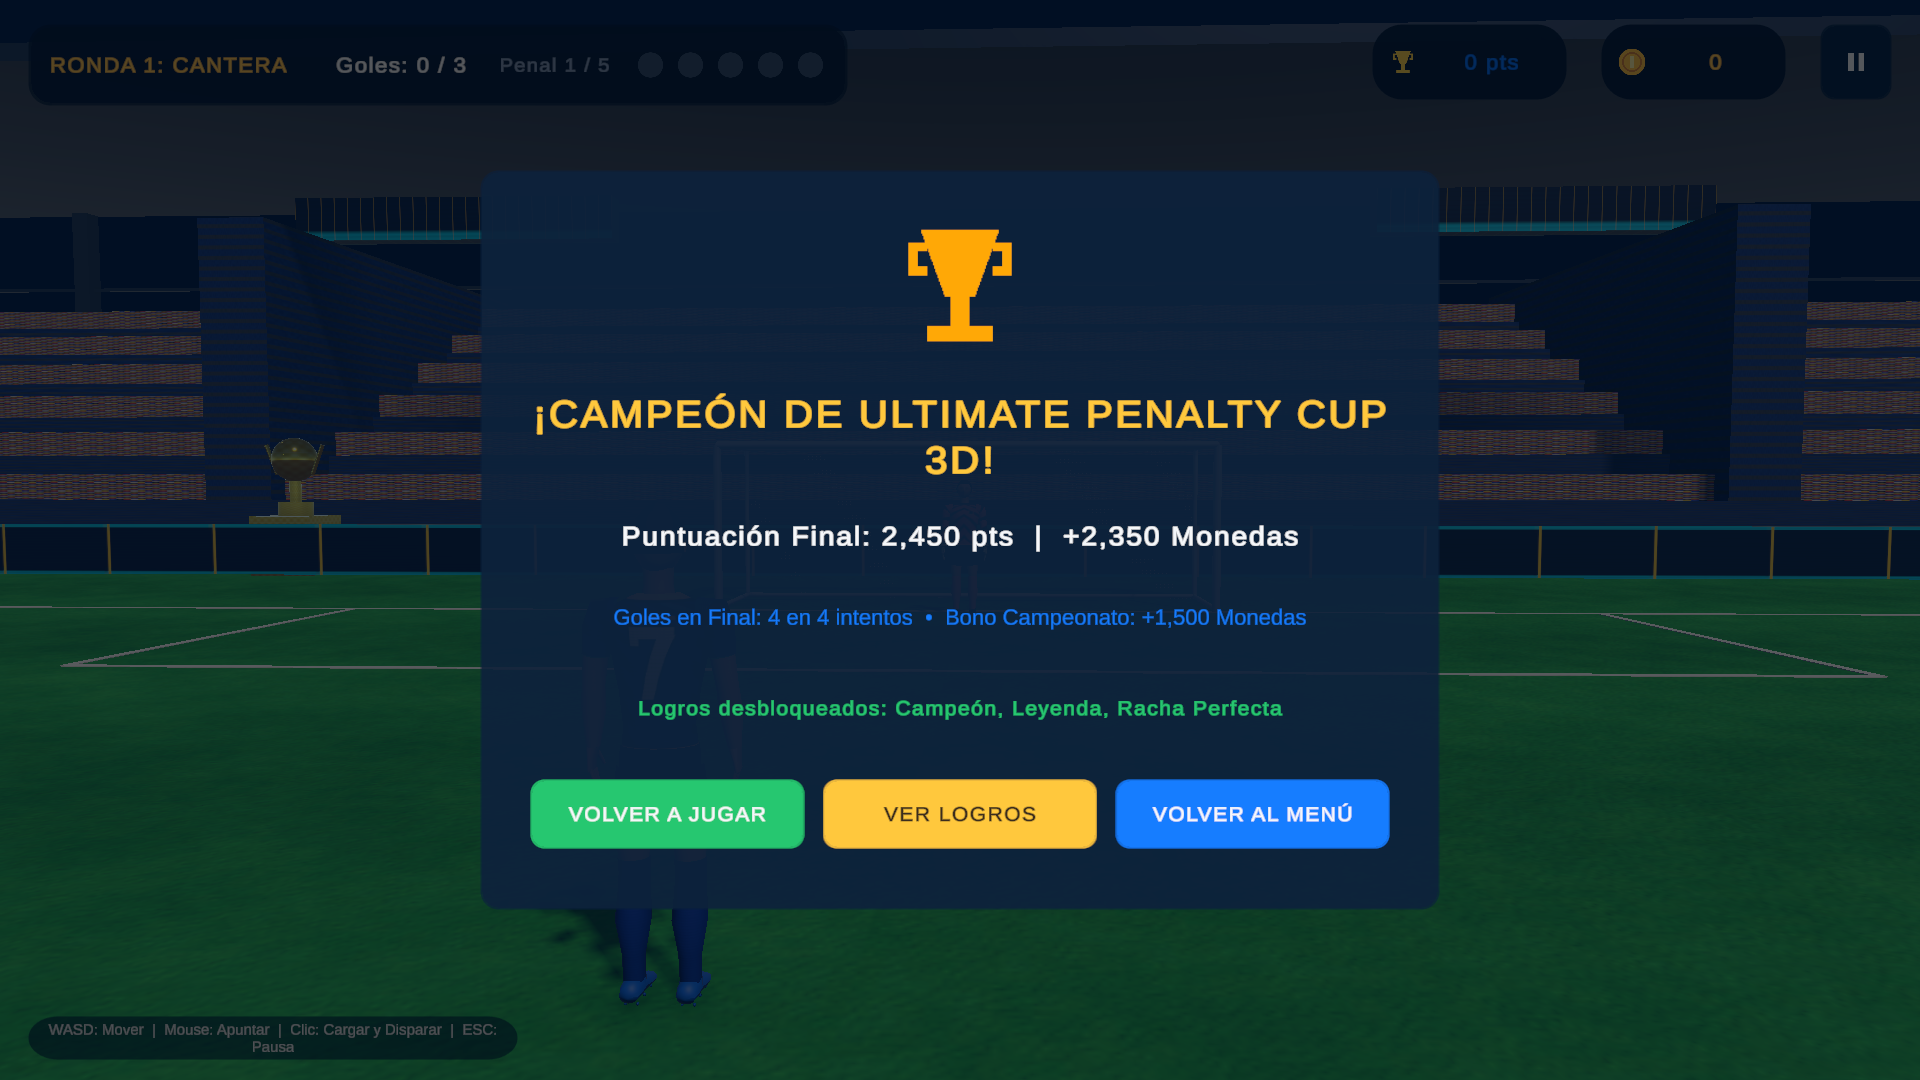 RONDA 1: CANTERA
Goles: 0 / 3
Penal 1 / 5
0 pts
0
¡CAMPEÓN DE ULTIMATE PENALTY CUP
3D!
Puntuación Final: 2,450 pts | +2,350 Monedas
Goles en Final: 4 en 4 intentos • Bono Campeonato: +1,500 Monedas
7
Logros desbloqueados: Campeón, Leyenda, Racha Perfecta
VOLVER A JUGAR
VER LOGROS
VOLVER AL MENÚ
WASD: Mover | Mouse: Apuntar | Clic: Cargar y Disparar | ESC:
Pausa